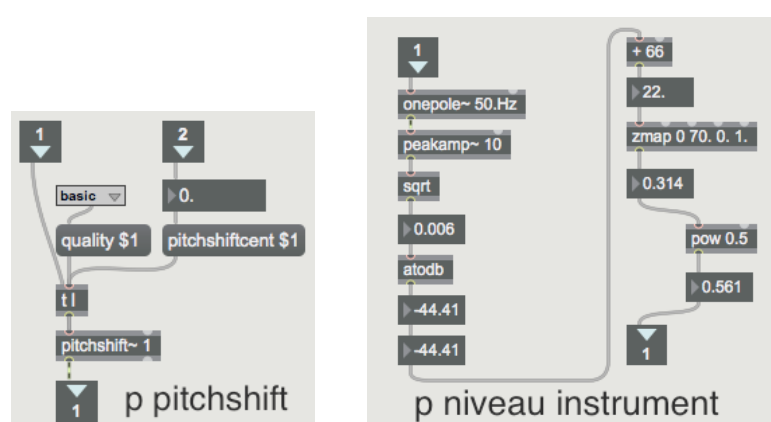 1
2
basic
0.
quality $1
pitchshiftcent $1
t l
pitchshift~ 1
1
p pitchshift
1
onepole~ 50.Hz
peakamp~ 10
sqrt
0.006
atodb
-44.41
-44.41
+ 66
22.
zmap 0 70. 0. 1.
0.314
pow 0.5
0.561
1
p niveau instrument